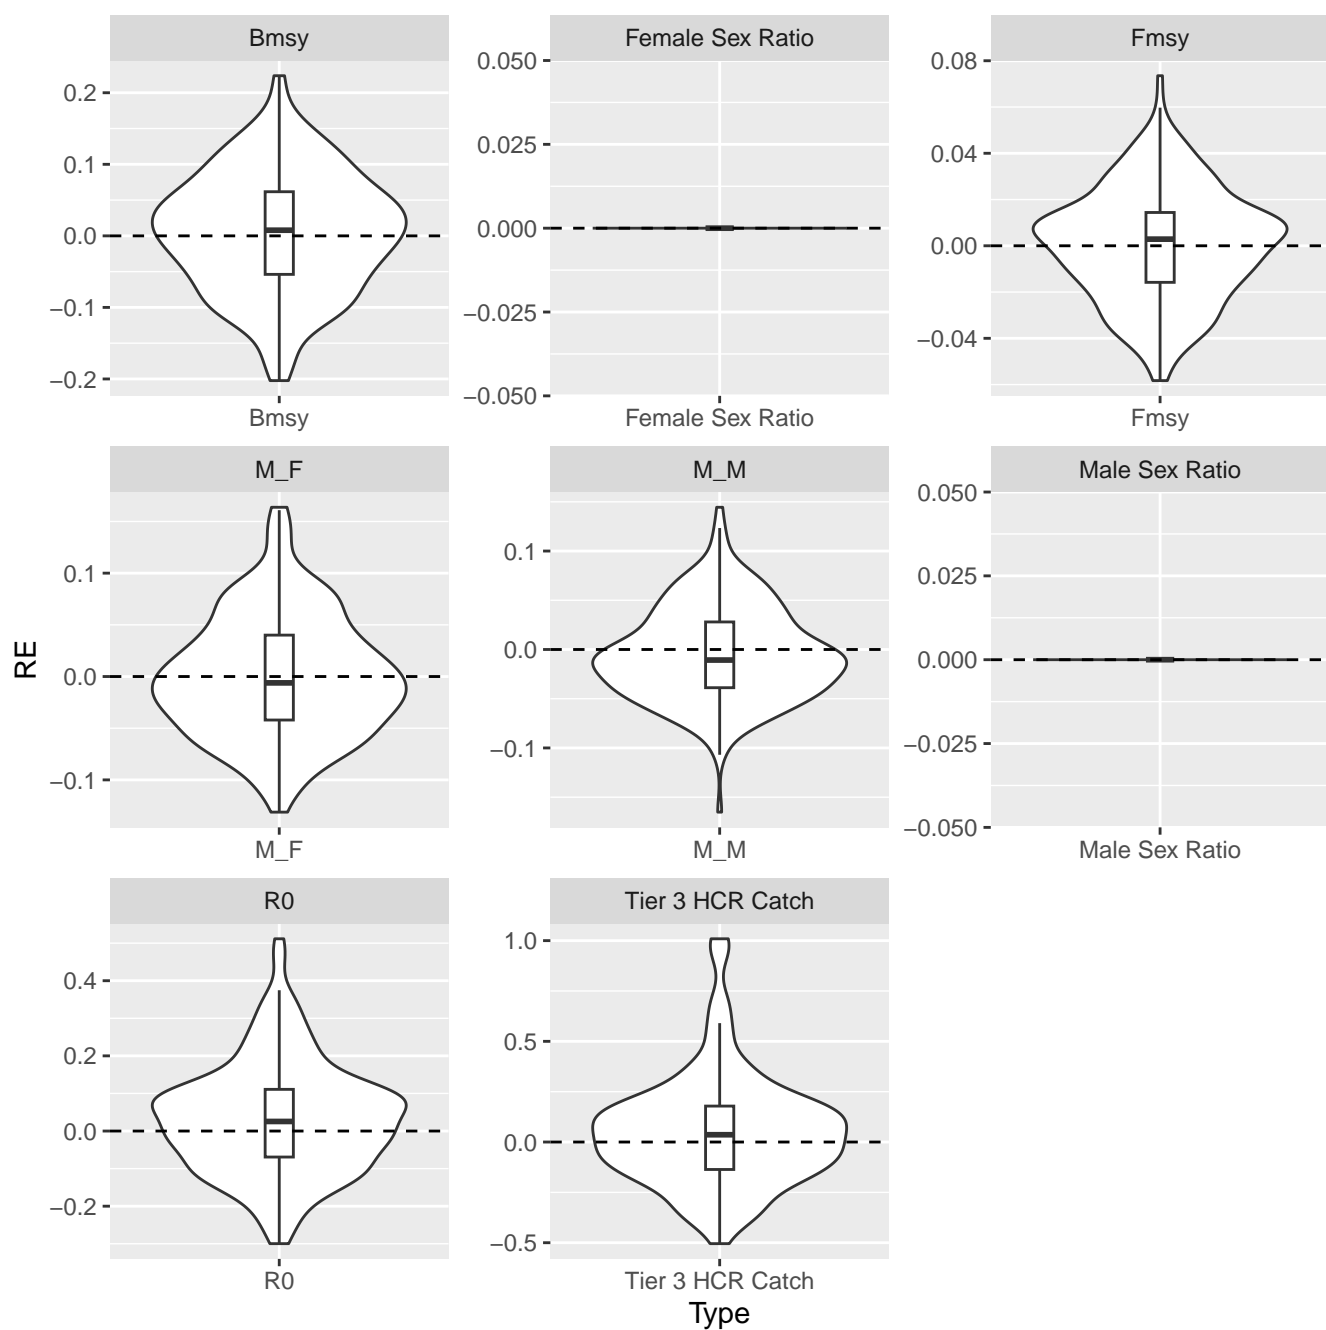 Bmsy
Female Sex Ratio
Fmsy
0.2
0.1
0.0
−0.1
−0.2
0.050
0.025
0.000
−0.025
−0.050
0.08
0.04
0.00
−0.04
Bmsy
Female Sex Ratio
Fmsy
M_F
M_M
Male Sex Ratio
0.1
0.0
−0.1
0.1
0.0
−0.1
0.050
0.025
0.000
−0.025
−0.050
M_F
M_M
Male Sex Ratio
RE
R0
Tier 3 HCR Catch
0.4
0.2
0.0
−0.2
1.0
0.5
0.0
−0.5
R0
Tier 3 HCR Catch
Type